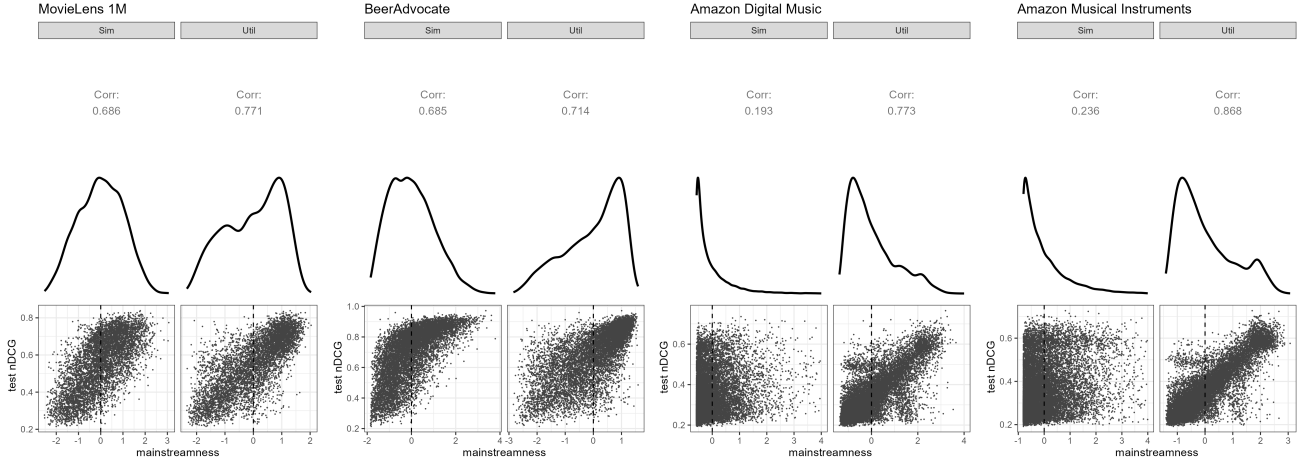 MovieLens 1M
Sim Util
Corr: 0.686
Corr: 0.771
test nDCG
0.8
0.6
0.4
0.2
-2 -1 0 1 2 3
-2 -1 0 1 2
mainstreamness
BeerAdvocate
Sim Util
Corr: 0.685
Corr: 0.714
test nDCG
1.0
0.8
0.6
0.4
0.2
-2 0 2 4
-3 -2 -1 0 1
mainstreamness
Amazon Digital Music
Sim Util
Corr: 0.193
Corr: 0.773
test nDCG
0.6
0.4
0.2
0 1 2 3 4
0 2 4
mainstreamness
Amazon Musical Instruments
Sim Util
Corr: 0.236
Corr: 0.868
test nDCG
0.6
0.4
0.2
-1 0 1 2 3 4
-1 0 1 2 3
mainstreamness